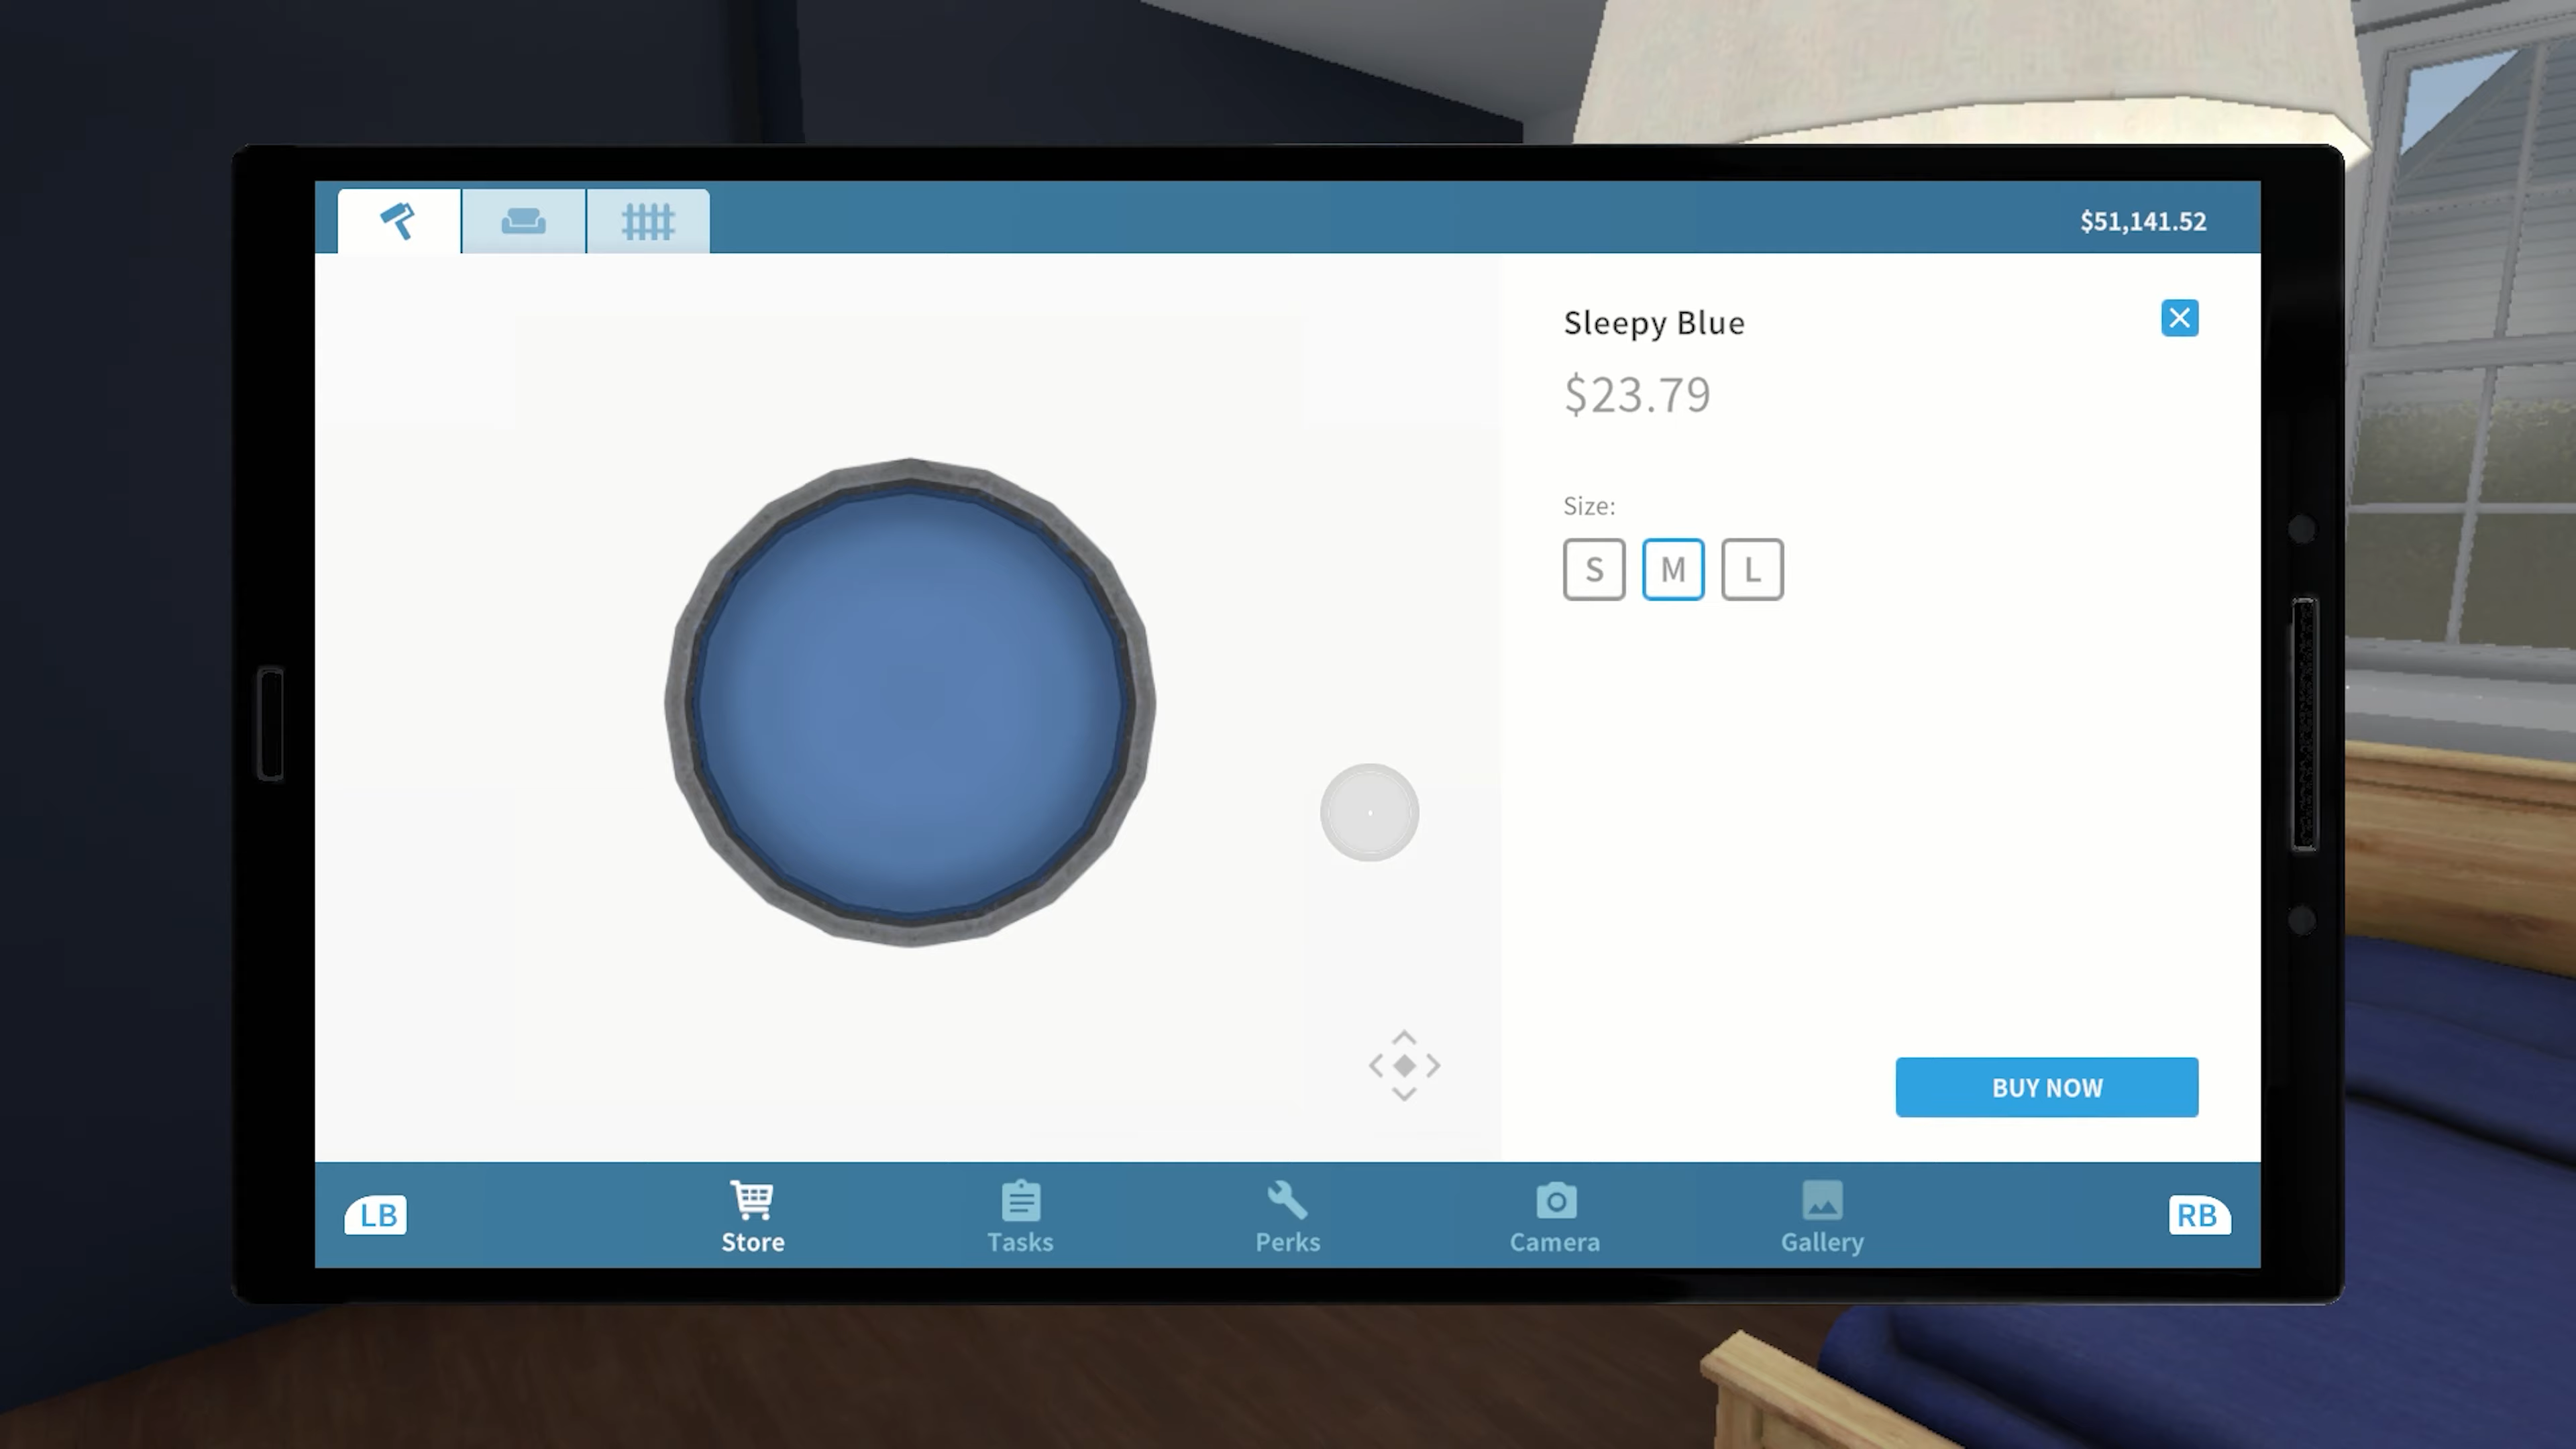 $51,141.52
Sleepy Blue
$23.79
Size:
S M L
BUY NOW
LB Store Tasks Perks Camera Gallery RB